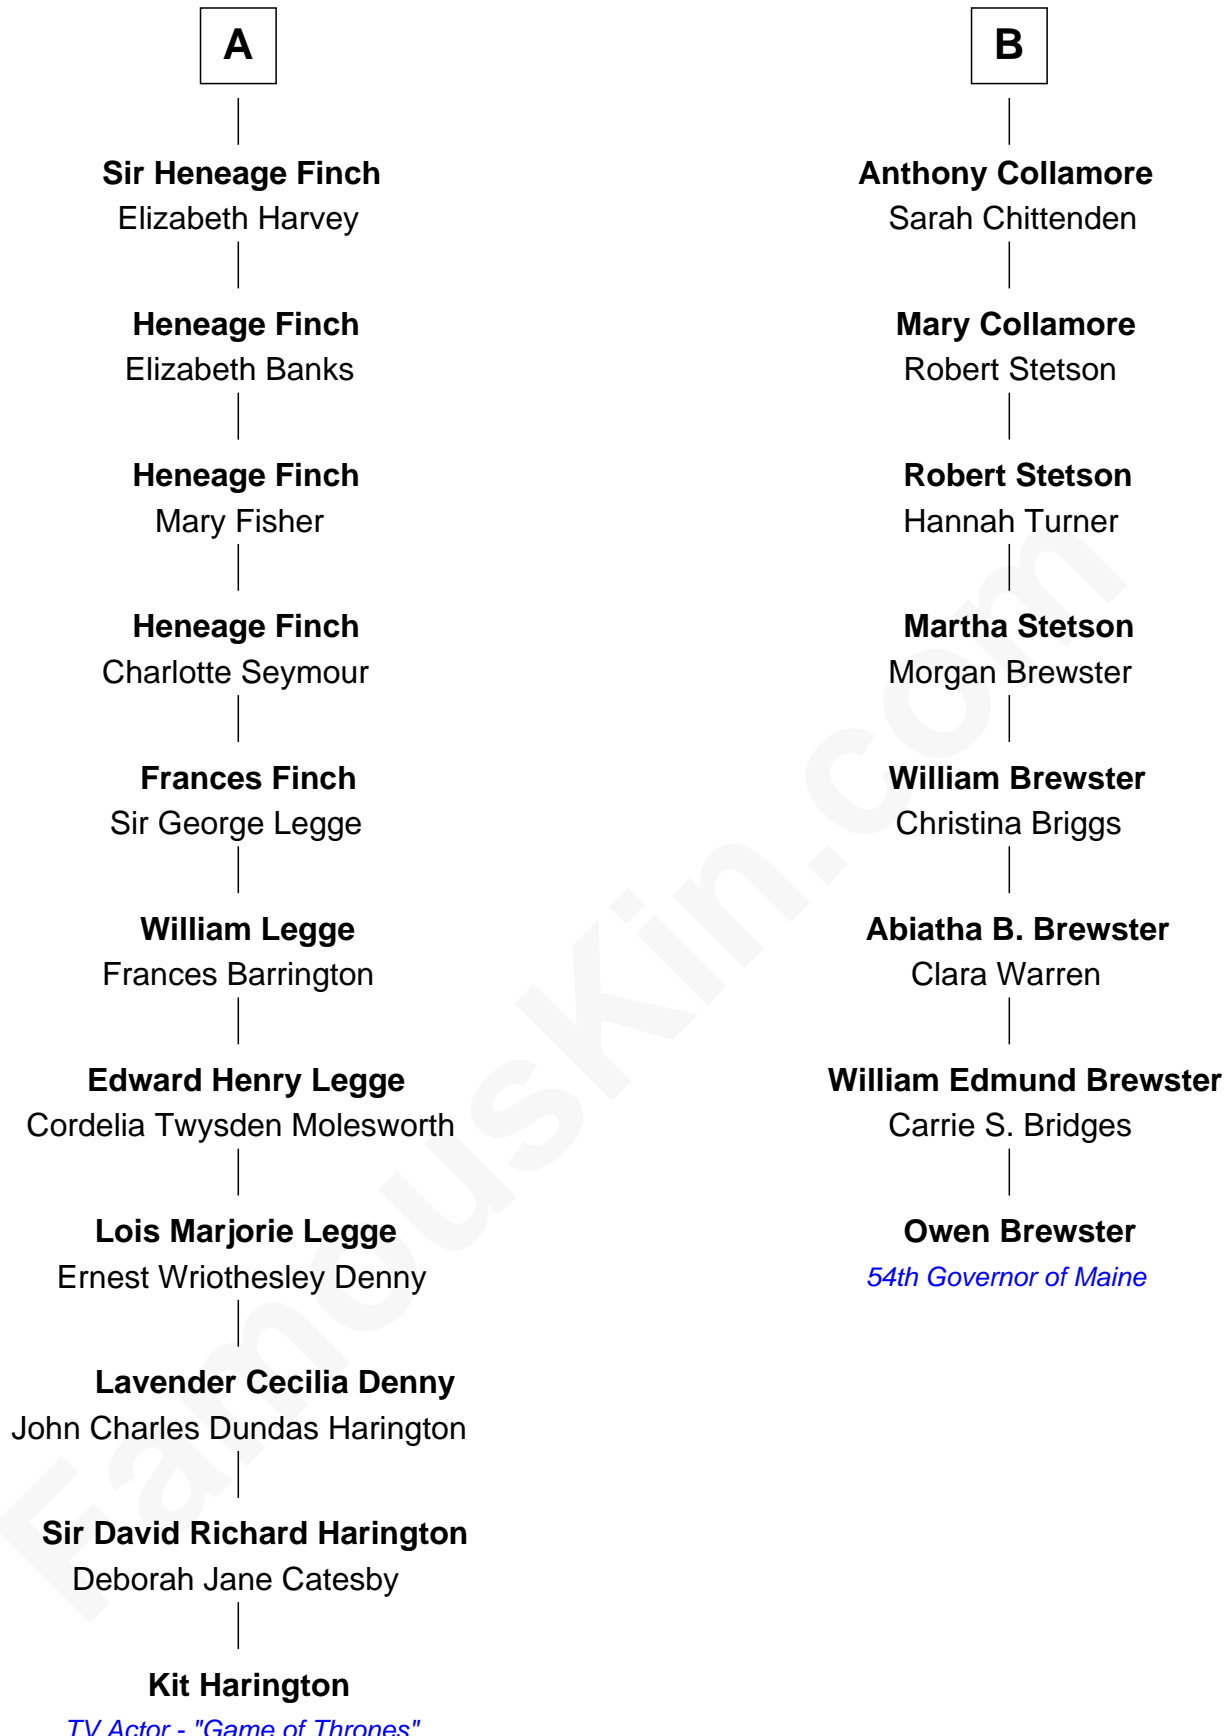 A
Sir Heneage Finch
Elizabeth Harvey
Heneage Finch
Elizabeth Banks
Heneage Finch
Mary Fisher
Heneage Finch
Charlotte Seymour
Frances Finch
Sir George Legge
William Legge
Frances Barrington
Edward Henry Legge
Cordelia Twysden Molesworth
Lois Marjorie Legge
Ernest Wriothesley Denny
Lavender Cecilia Denny
John Charles Dundas Harington
Sir David Richard Harington
Deborah Jane Catesby
Kit Harington
TV Actor - "Game of Thrones"
B
Anthony Collamore
Sarah Chittenden
Mary Collamore
Robert Stetson
Robert Stetson
Hannah Turner
Martha Stetson
Morgan Brewster
William Brewster
Christina Briggs
Abiatha B. Brewster
Clara Warren
William Edmund Brewster
Carrie S. Bridges
Owen Brewster
54th Governor of Maine
FamousKin.com